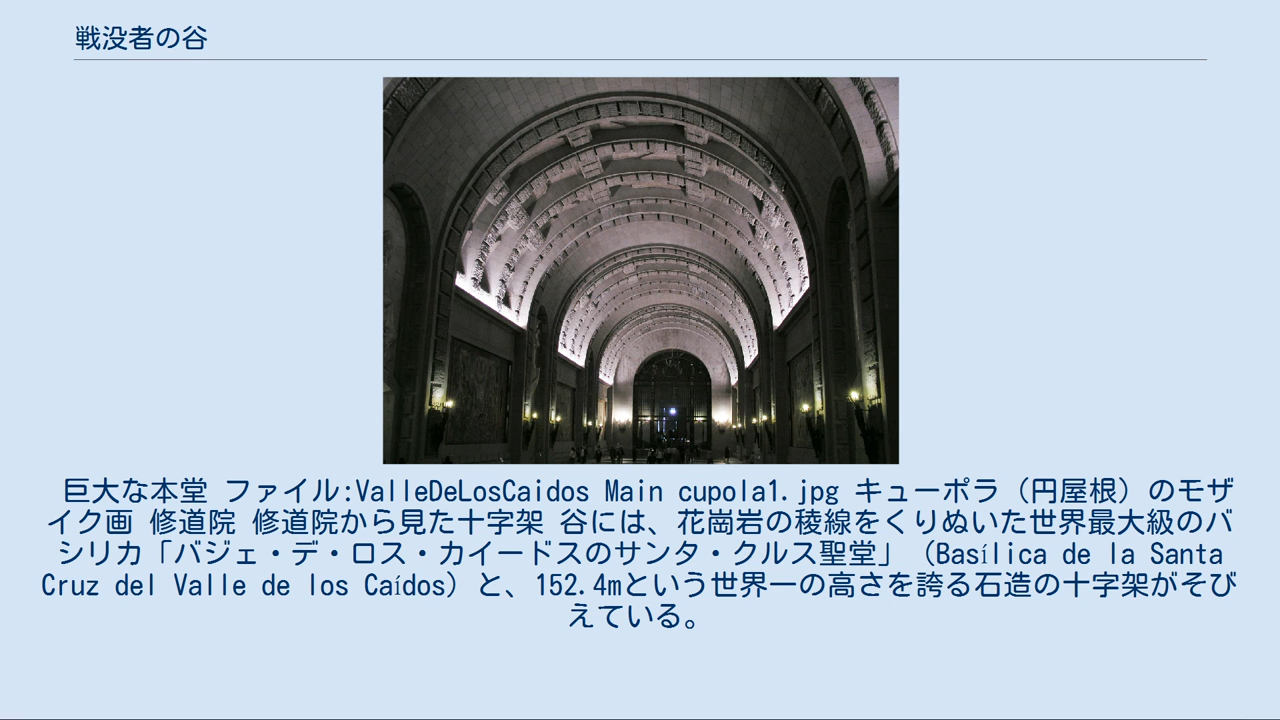 戦没者の谷
巨大な本堂 ファイル:ValleDeLosCaidos Main cupola1.jpg キューポラ（円屋根）のモザ
イク画 修道院 修道院から見た十字架 谷には、花崗岩の稜線をくりぬいた世界最大級のバ
シリカ「バジェ・デ・ロス・カイードスのサンタ・クルス聖堂」（Basílica de la Santa
Cruz del Valle de los Caídos）と、152.4mという世界一の高さを誇る石造の十字架がそび
えている。